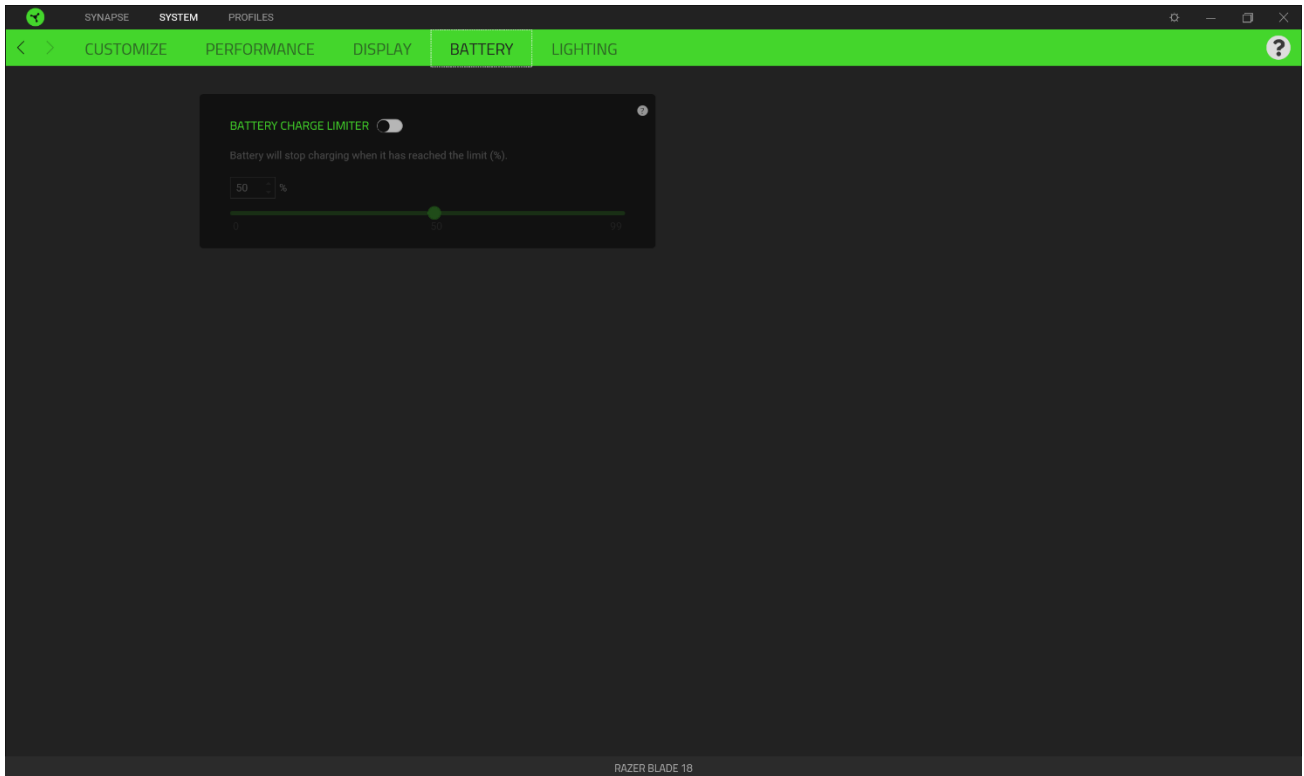 SYNAPSE SYSTEM PROFILES
CUSTOMIZE PERFORMANCE DISPLAY BATTERY LIGHTING ?
?
BATTERY CHARGE LIMITER
Battery will stop charging when it has reached the limit (%).
50 %
0 50 99
RAZER BLADE 18